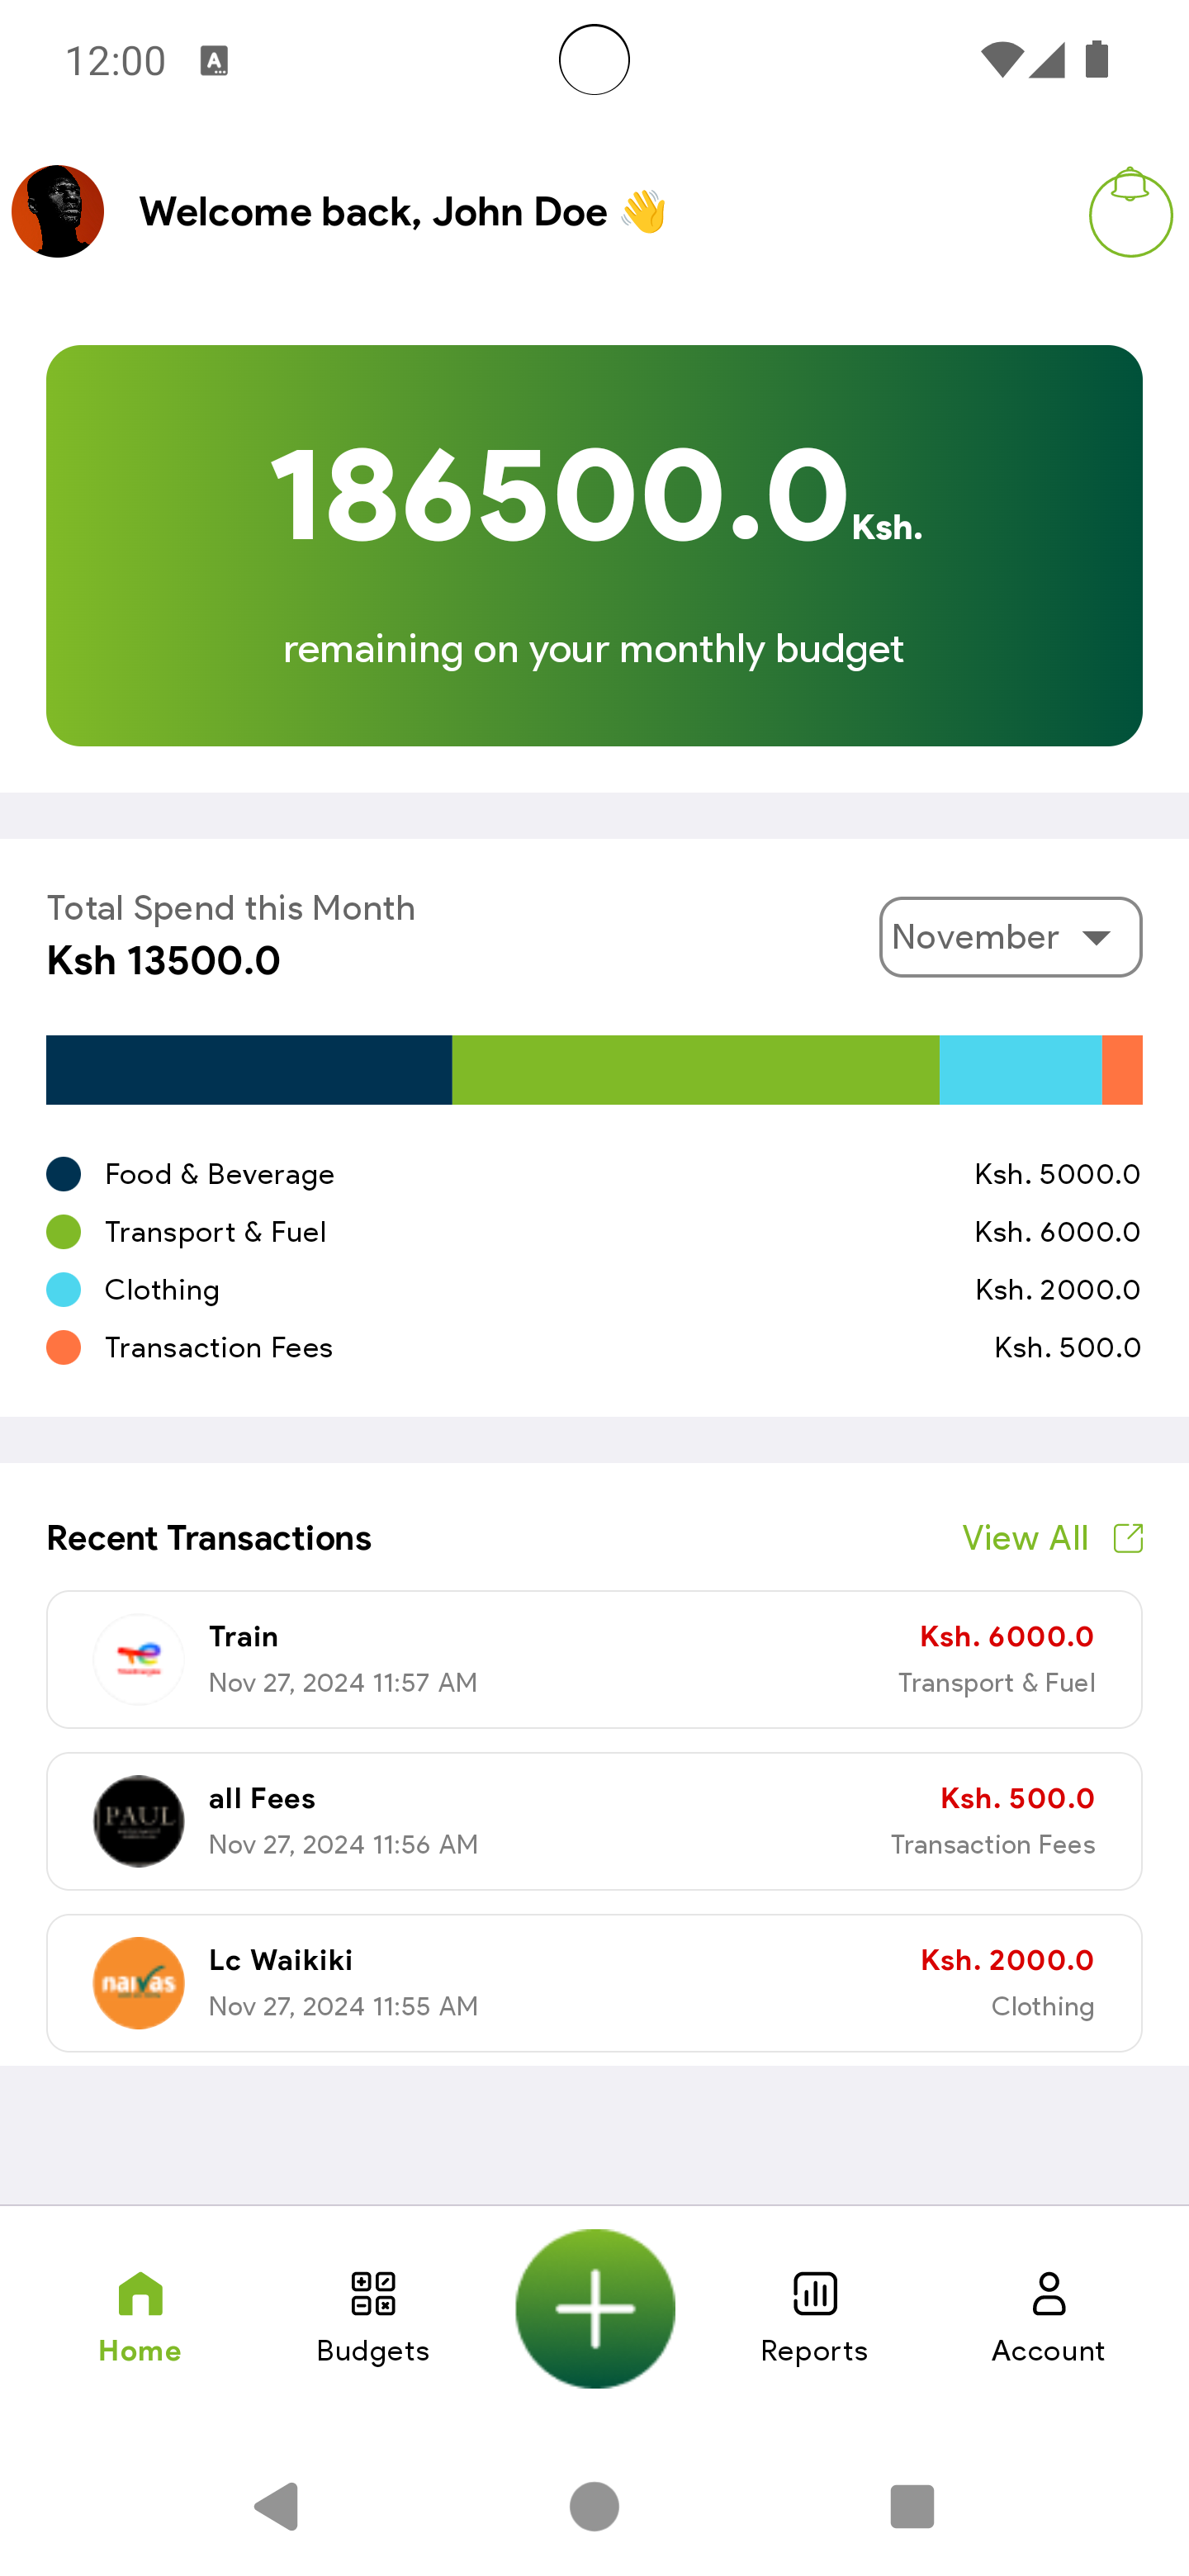 12:00
Welcome back, John Doe 👋
186500.0Ksh.
remaining on your monthly budget
Total Spend this Month
Ksh 13500.0
November
Food & Beverage Ksh. 5000.0
Transport & Fuel Ksh. 6000.0
Clothing Ksh. 2000.0
Transaction Fees Ksh. 500.0
Recent Transactions View All
Train Ksh. 6000.0
Nov 27, 2024 11:57 AM Transport & Fuel
PAUL
all Fees Ksh. 500.0
Nov 27, 2024 11:56 AM Transaction Fees
naivas
Lc Waikiki Ksh. 2000.0
Nov 27, 2024 11:55 AM Clothing
Home Budgets Reports Account